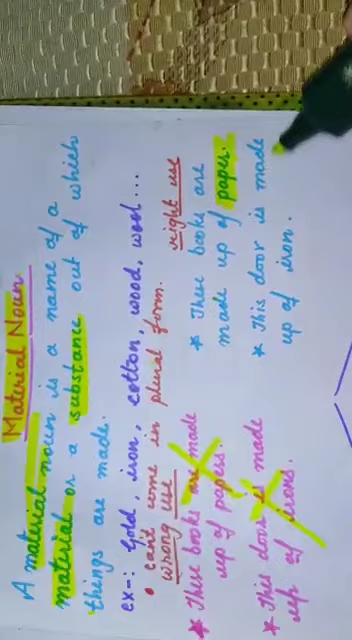 Material Noun
A material noun is a name of a
material or a substance out of which
things are made.
ex-: Gold, iron, cotton, wood, wool...
• can't come in plural form.
wrong use
* These books are made
up of papers.
* This door is made
up of irons.
right use
* These books are
made up of paper.
* This door is made
up of iron.